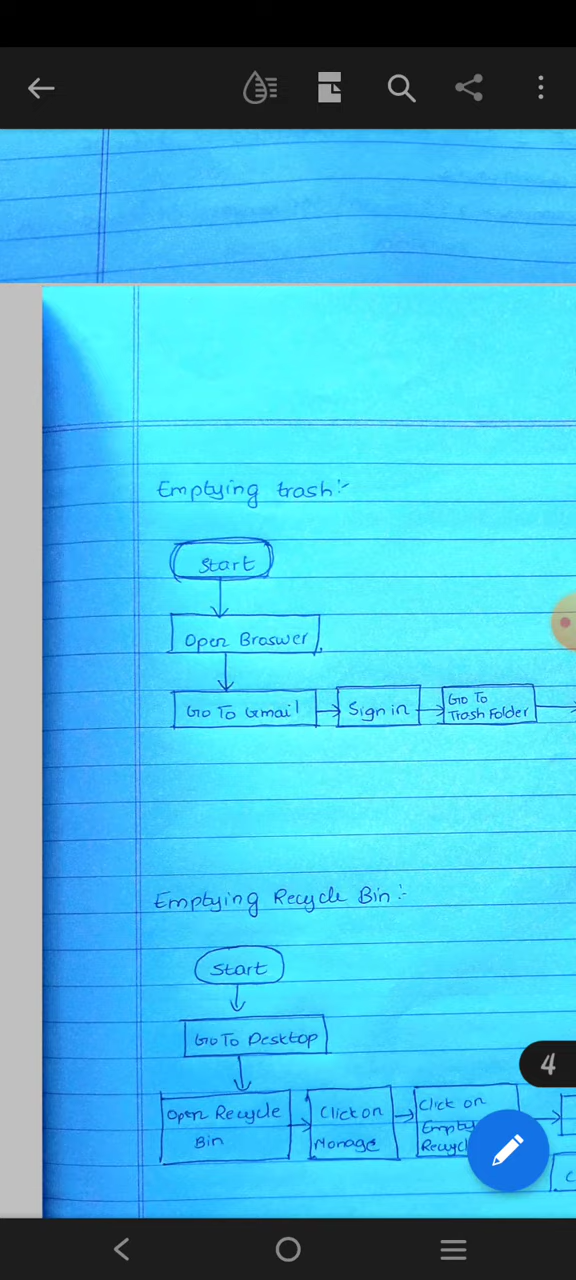 Emptying trash:-
Start
Open Braswer
Go To Gmail
Sign in
Go To
Trash Folder
Emptying Recycle Bin:-
Start
Go To Desktop
Open Recycle
Bin
Click on
Manage
Click on
Empty
4